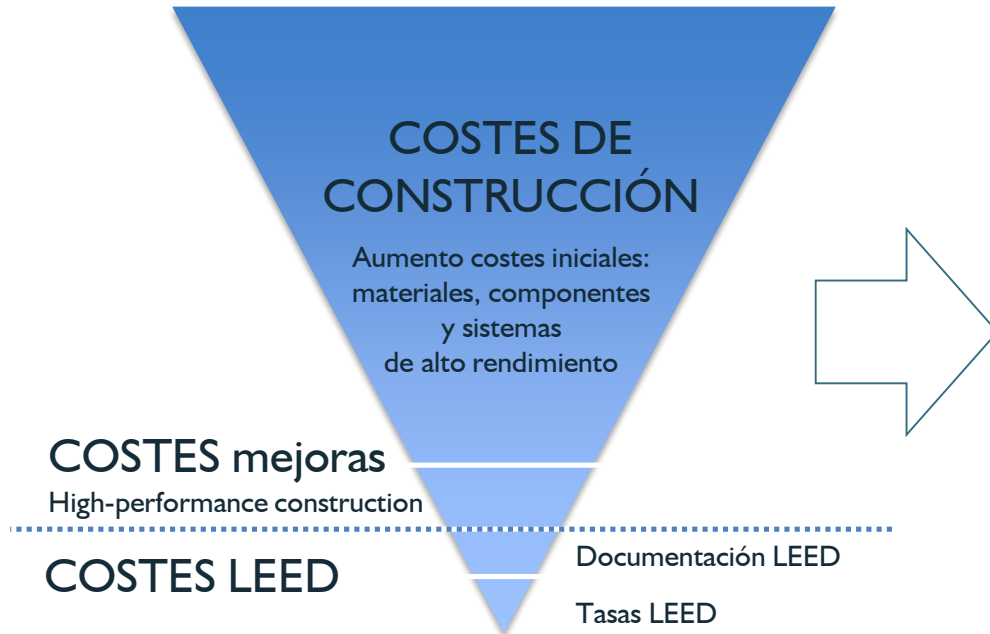 COSTES DE
CONSTRUCCIÓN
Aumento costes iniciales:
materiales, componentes
y sistemas
de alto rendimiento
COSTES mejoras
High-performance construction
COSTES LEED
Documentación LEED
Tasas LEED